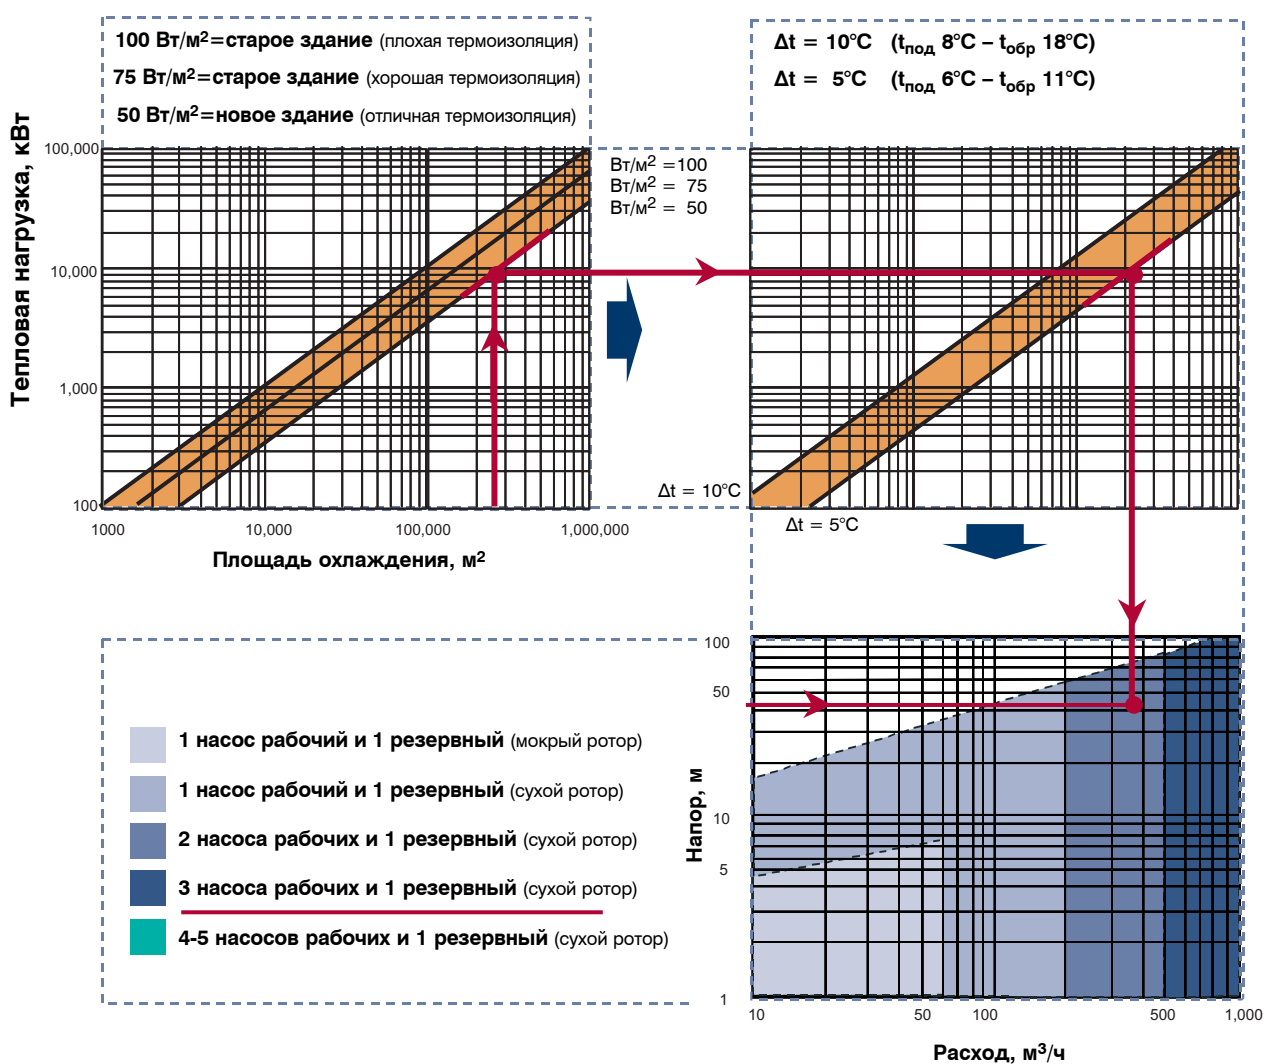 100 Вт/м²=старое здание (плохая термоизоляция)
75 Вт/м²=старое здание (хорошая термоизоляция)
50 Вт/м²=новое здание (отличная термоизоляция)
Δt = 10°C (tпод 8°C – tобр 18°C)
Δt = 5°C (tпод 6°C – tобр 11°C)
Тепловая нагрузка, кВт
100,000
10,000
1,000
100
Вт/м² =100
Вт/м² = 75
Вт/м² = 50
1000
10,000
100,000
1,000,000
Площадь охлаждения, м²
Δt = 10°C
Δt = 5°C
1 насос рабочий и 1 резервный (мокрый ротор)
1 насос рабочий и 1 резервный (сухой ротор)
2 насоса рабочих и 1 резервный (сухой ротор)
3 насоса рабочих и 1 резервный (сухой ротор)
4-5 насосов рабочих и 1 резервный (сухой ротор)
Напор, м
100
50
10
5
1
10
50
100
500
1,000
Расход, м³/ч